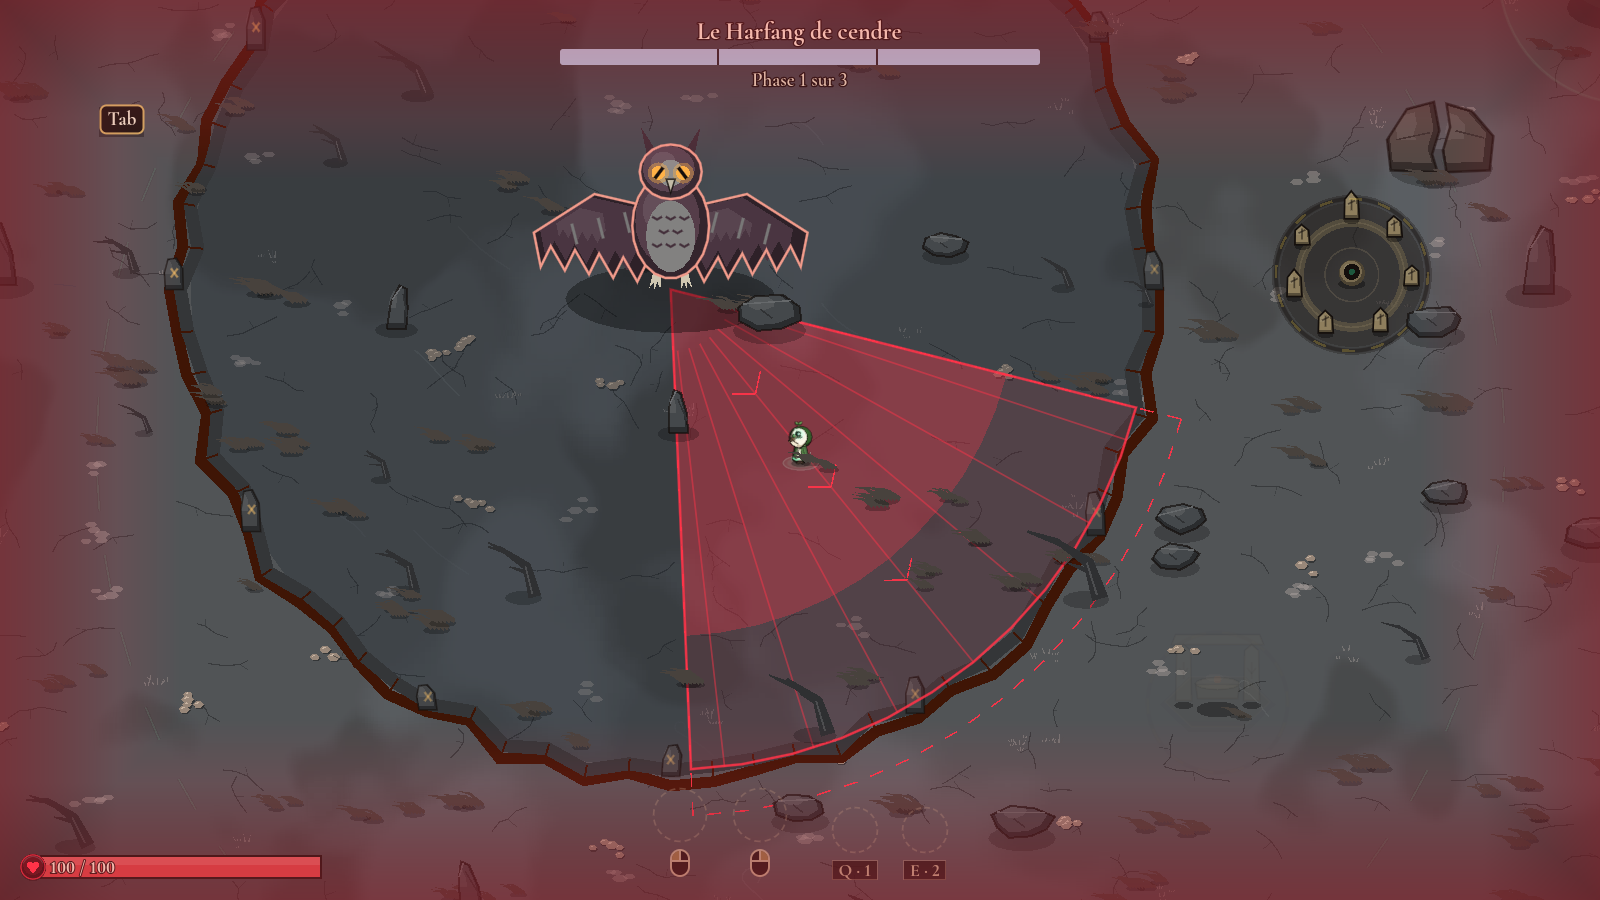 Le Harfang de cendre
Phase 1 sur 3
Tab
100 / 100
Q · 1
E · 2